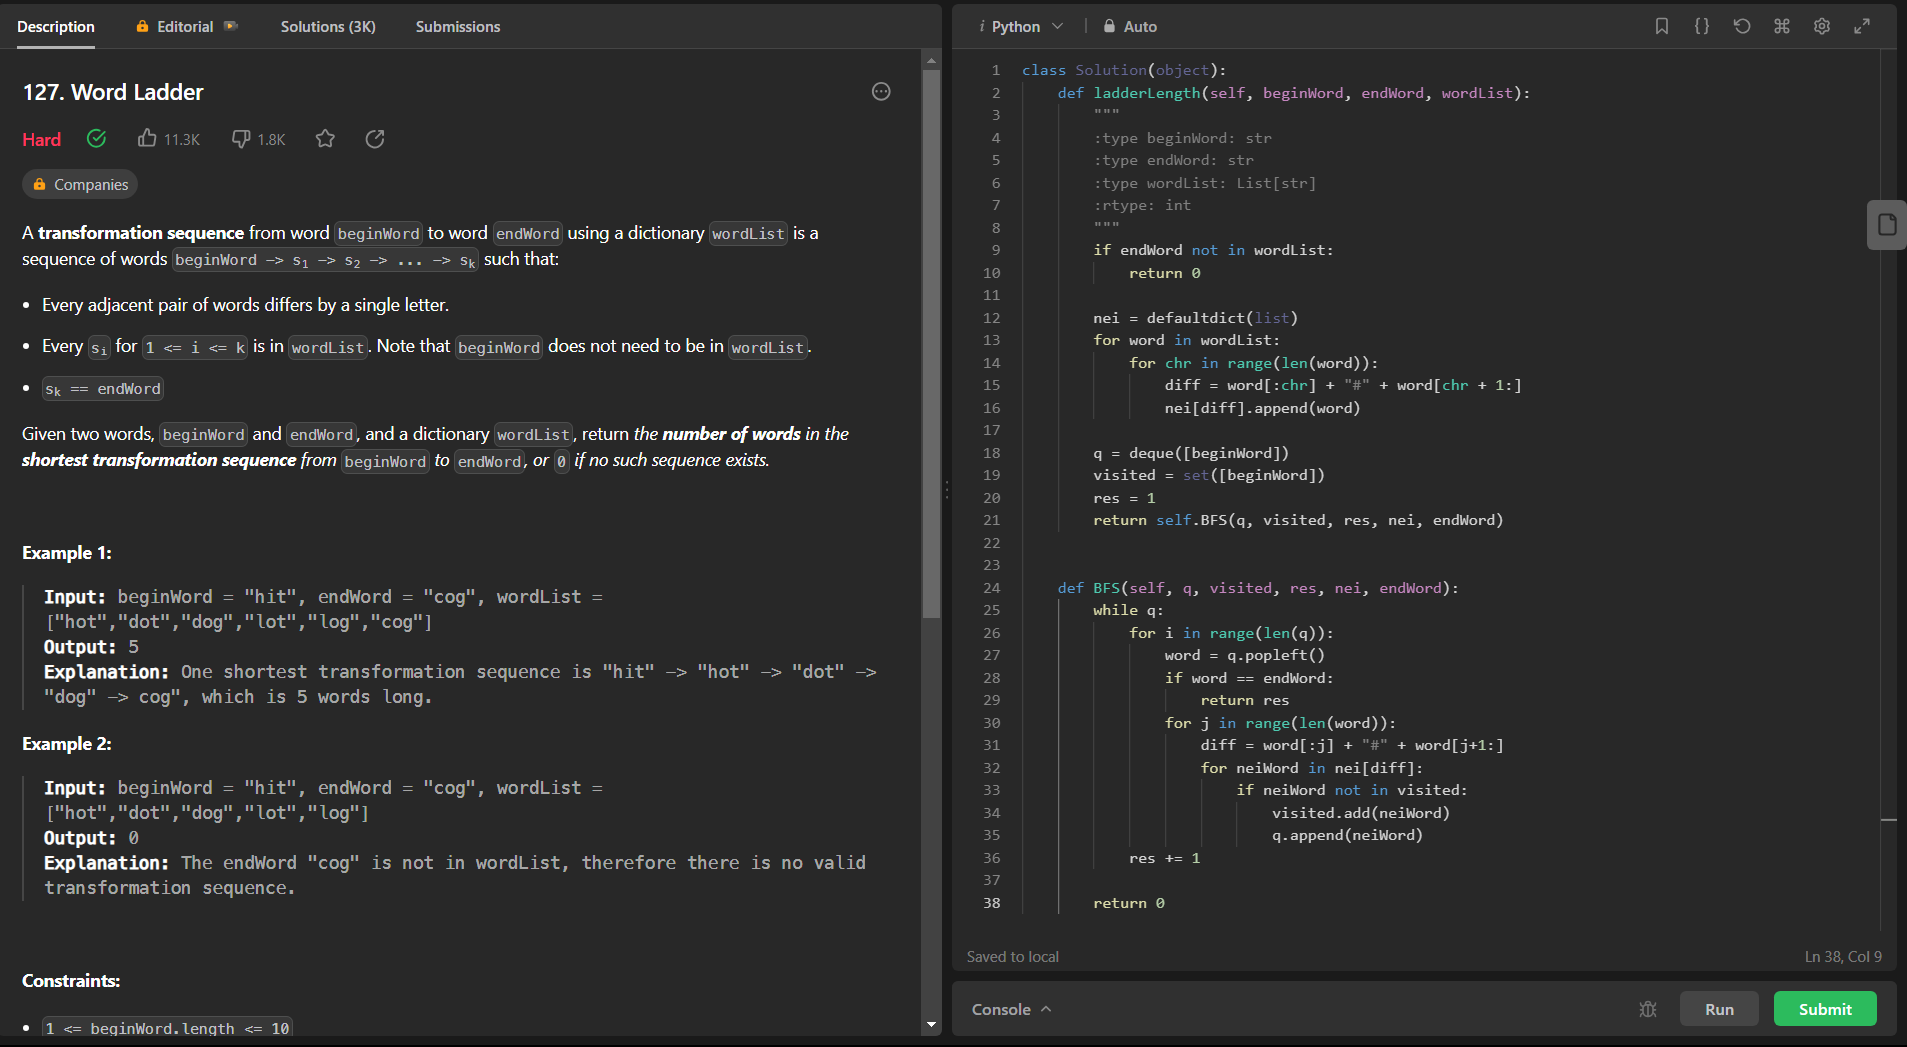 Description
Editorial
Solutions (3K)
Submissions
127. Word Ladder
Hard
11.3K
1.8K
Companies
A transformation sequence from word beginWord to word endWord using a dictionary wordList is a
sequence of words beginWord -> s1 -> s2 -> ... -> sk such that:
• Every adjacent pair of words differs by a single letter.
• Every si for 1 <= i <= k is in wordList. Note that beginWord does not need to be in wordList.
• sk == endWord
Given two words, beginWord and endWord, and a dictionary wordList, return the number of words in the
shortest transformation sequence from beginWord to endWord, or 0 if no such sequence exists.
Example 1:
Input: beginWord = "hit", endWord = "cog", wordList =
["hot","dot","dog","lot","log","cog"]
Output: 5
Explanation: One shortest transformation sequence is "hit" -> "hot" -> "dot" ->
"dog" -> cog", which is 5 words long.
Example 2:
Input: beginWord = "hit", endWord = "cog", wordList =
["hot","dot","dog","lot","log"]
Output: 0
Explanation: The endWord "cog" is not in wordList, therefore there is no valid
transformation sequence.
Constraints:
• 1 <= beginWord.length <= 10
i Python
Auto
1 class Solution(object):
2     def ladderLength(self, beginWord, endWord, wordList):
3         """
4         :type beginWord: str
5         :type endWord: str
6         :type wordList: List[str]
7         :rtype: int
8         """
9         if endWord not in wordList:
10             return 0
11
12         nei = defaultdict(list)
13         for word in wordList:
14             for chr in range(len(word)):
15                 diff = word[:chr] + "#" + word[chr + 1:]
16                 nei[diff].append(word)
17
18         q = deque([beginWord])
19         visited = set([beginWord])
20         res = 1
21         return self.BFS(q, visited, res, nei, endWord)
22
23
24     def BFS(self, q, visited, res, nei, endWord):
25         while q:
26             for i in range(len(q)):
27                 word = q.popleft()
28                 if word == endWord:
29                     return res
30                 for j in range(len(word)):
31                     diff = word[:j] + "#" + word[j+1:]
32                     for neiWord in nei[diff]:
33                         if neiWord not in visited:
34                             visited.add(neiWord)
35                             q.append(neiWord)
36             res += 1
37
38         return 0
Saved to local
Ln 38, Col 9
Console
Run
Submit